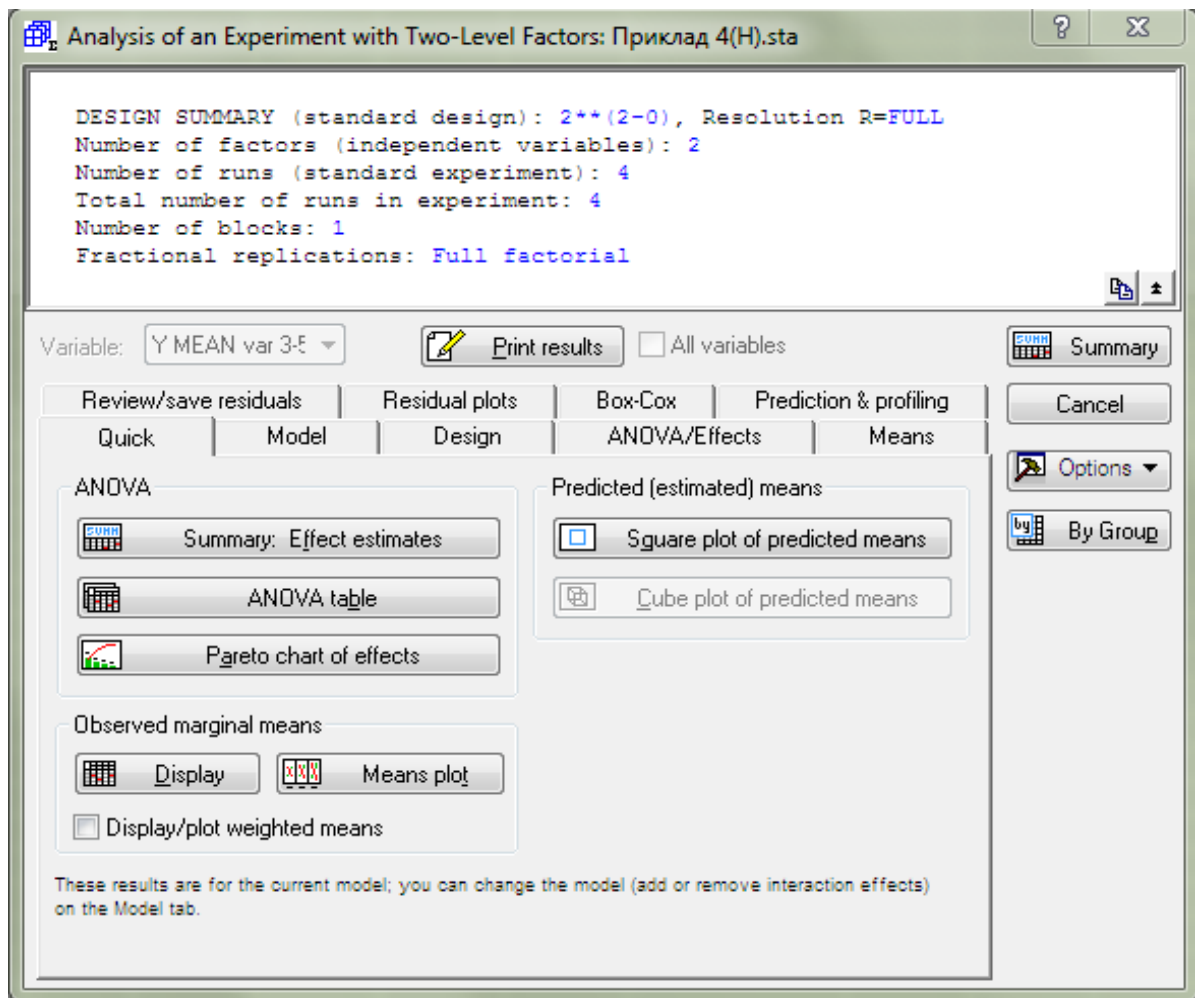 Analysis of an Experiment with Two-Level Factors: Приклад 4(Н).sta
DESIGN SUMMARY (standard design): 2**(2-0), Resolution R=FULL
Number of factors (independent variables): 2
Number of runs (standard experiment): 4
Total number of runs in experiment: 4
Number of blocks: 1
Fractional replications: Full factorial
Variable: Y MEAN var 3-5 Print results All variables Summary
Review/save residuals Residual plots Box-Cox Prediction & profiling Cancel
Quick Model Design ANOVA/Effects Means
Options
By Group
ANOVA
Summary: Effect estimates
ANOVA table
Pareto chart of effects
Predicted (estimated) means
Sguare plot of predicted means
Cube plot of predicted means
Observed marginal means
Display Means plot
Display/plot weighted means
These results are for the current model; you can change the model (add or remove interaction effects)
on the Model tab.